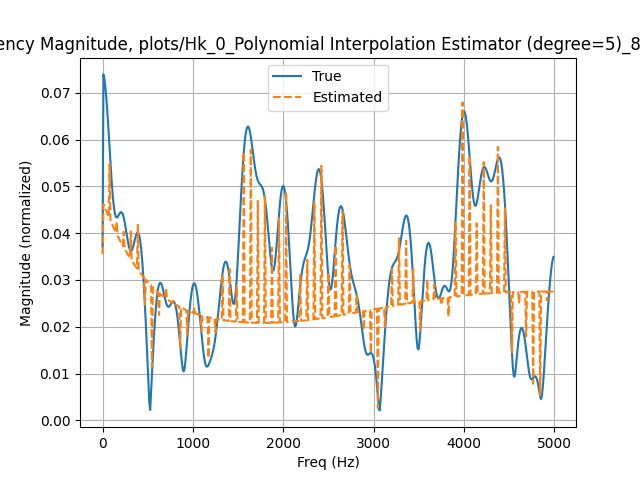 ency Magnitude, plots/Hk_0_Polynomial Interpolation Estimator (degree=5)_8
True
Estimated
Magnitude (normalized)
0.07
0.06
0.05
0.04
0.03
0.02
0.01
0.00
0
1000
2000
3000
4000
5000
Freq (Hz)